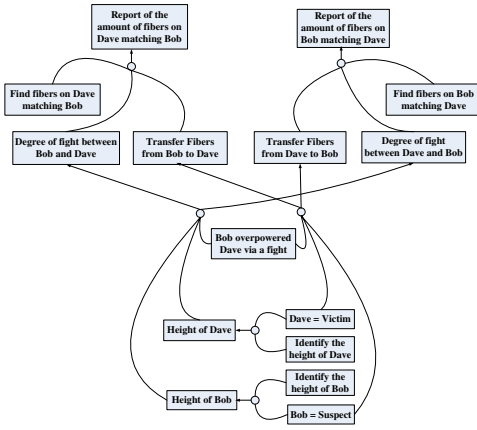 Report of the
amount of fibers on
Dave matching Bob
Report of the
amount of fibers on
Bob matching Dave
Find fibers on Dave
matching Bob
Find fibers on Bob
matching Dave
Degree of fight between
Bob and Dave
Transfer Fibers
from Bob to Dave
Transfer Fibers
from Dave to Bob
Degree of fight
between Dave and Bob
Bob overpowered
Dave via a fight
Height of Dave
Dave = Victim
Identify the
height of Dave
Identify the
height of Bob
Height of Bob
Bob = Suspect